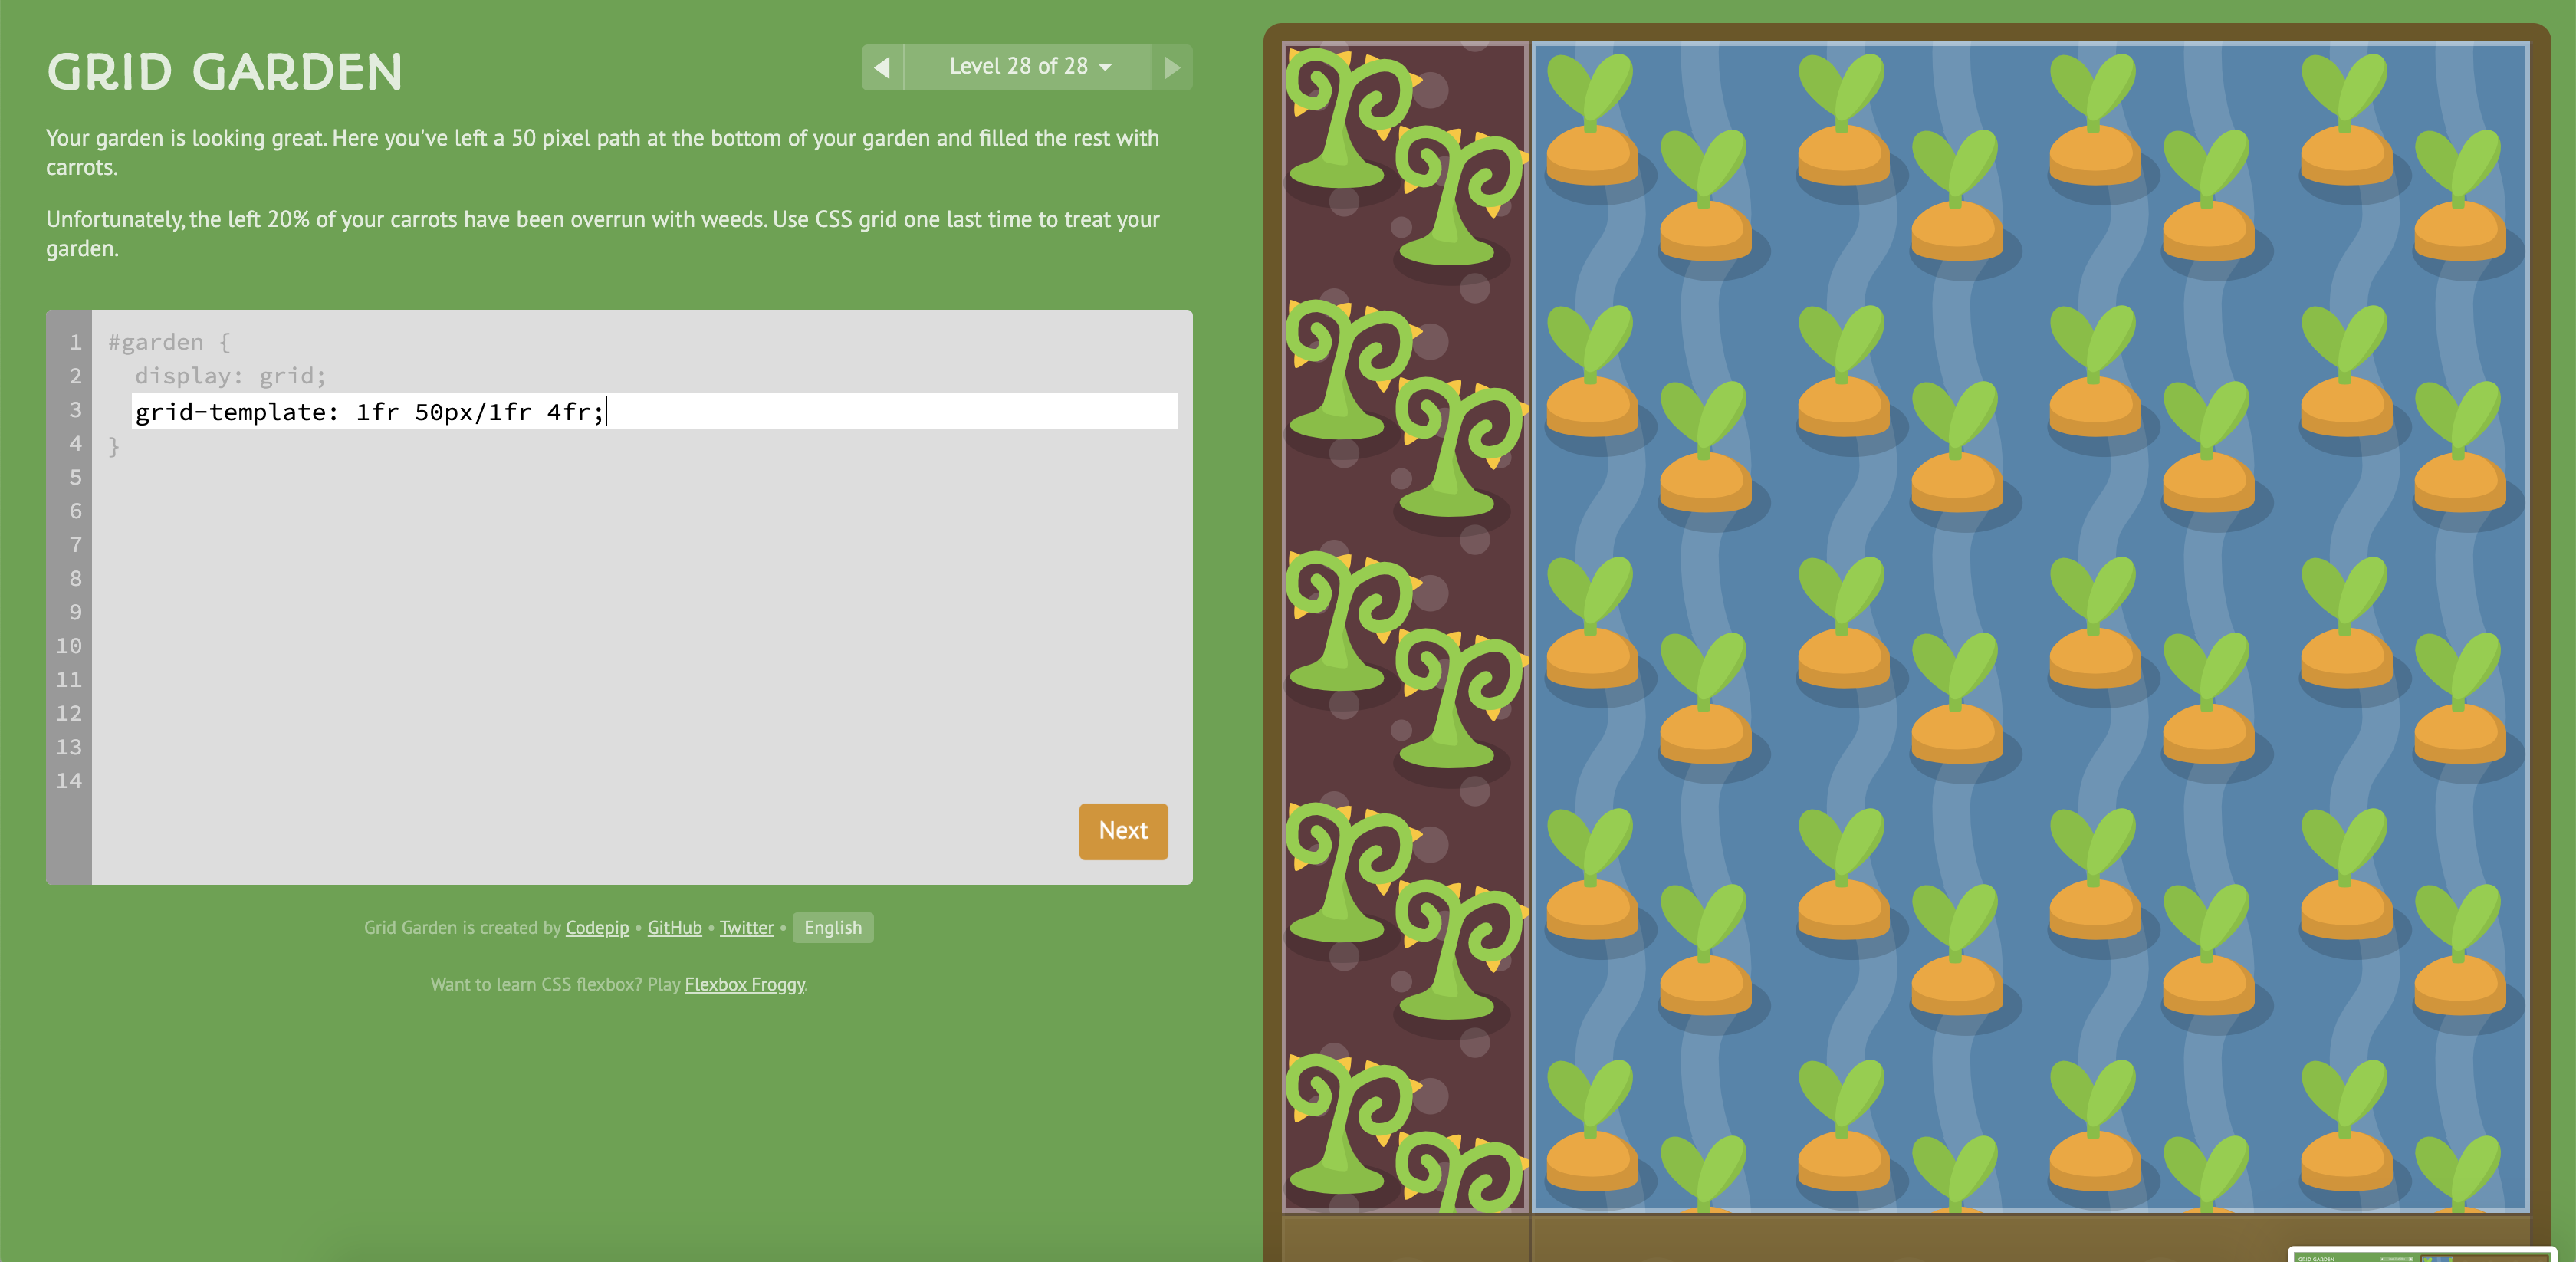 GRID GARDEN
Level 28 of 28
Your garden is looking great. Here you've left a 50 pixel path at the bottom of your garden and filled the rest with
carrots.
Unfortunately, the left 20% of your carrots have been overrun with weeds. Use CSS grid one last time to treat your
garden.
1 #garden {
2 display: grid;
3 grid-template: 1fr 50px/1fr 4fr;
4 }
5
6
7
8
9
10
11
12
13
14
Next
Grid Garden is created by Codepip • GitHub • Twitter • English
Want to learn CSS flexbox? Play Flexbox Froggy.
GRID GARDEN